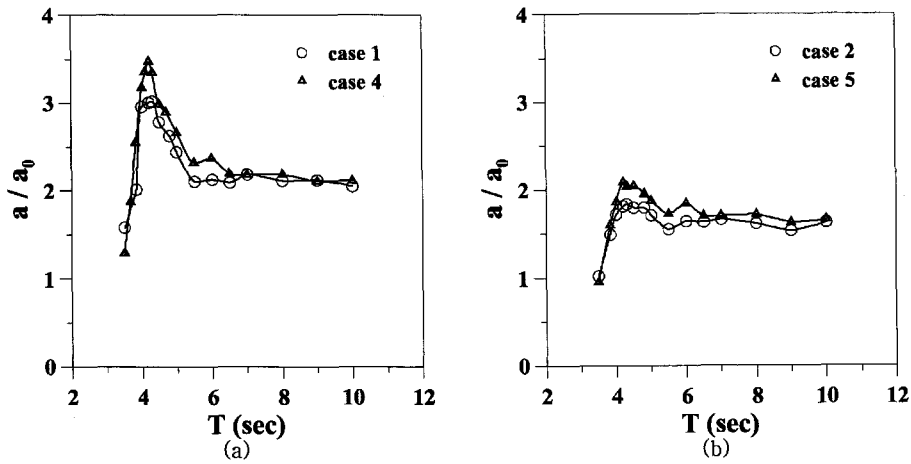 4
3
2
1
0
a / a0
case 1
case 4
2 4 6 8 10 12
T (sec)
(a)
4
3
2
1
0
a / a0
case 2
case 5
2 4 6 8 10 12
T (sec)
(b)